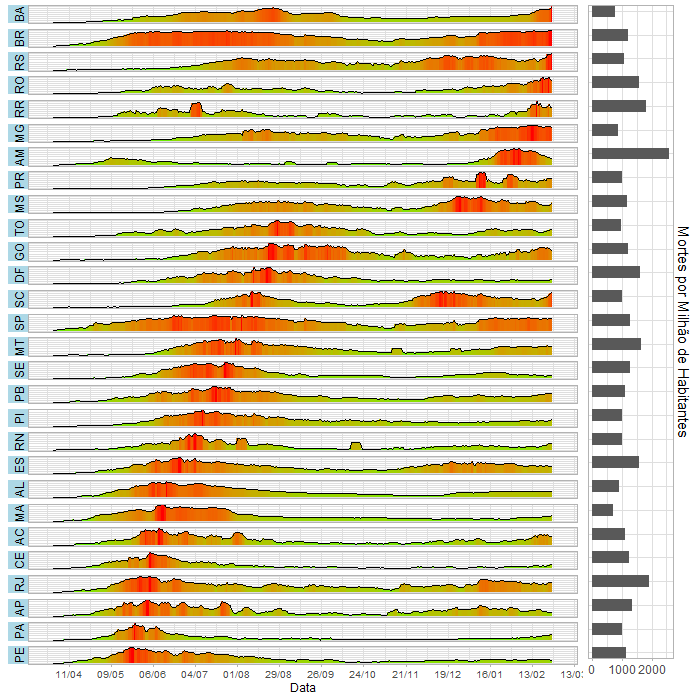 BA
BR
RS
RO
RR
MG
AM
PR
MS
TO
GO
DF
SC
SP
MT
SE
PB
PI
RN
ES
AL
MA
AC
CE
RJ
AP
PA
PE
11/04 09/05 06/06 04/07 01/08 29/08 26/09 24/10 21/11 19/12 16/01 13/02 13/03
Data
0 1000 2000
Mortes por Milhão de Habitantes